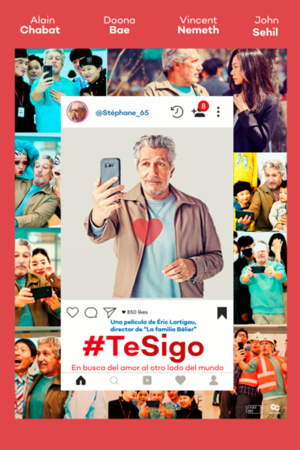 Alain
Chabat
Doona
Bae
Vincent
Nemeth
John
Sehil
@Stéphane_65
8
850 likes
Una película de Éric Lartigau,
director de "La familia Bélier"
#TeSigo
En busca del amor al otro lado del mundo